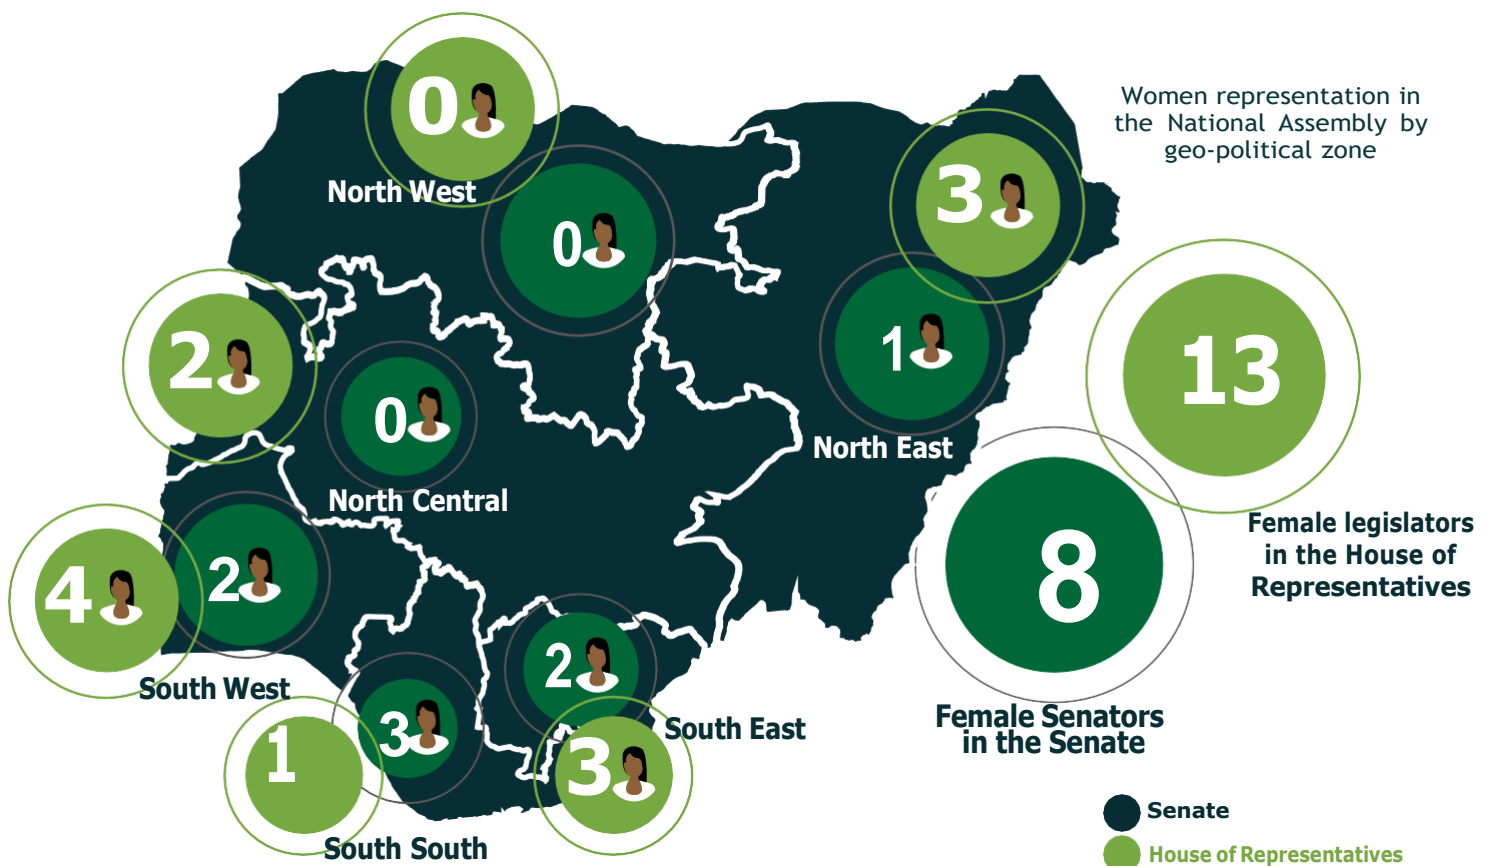 Women representation in
the National Assembly by
geo-political zone
0
North West
0
3
1
North East
2
0
North Central
13
Female legislators
in the House of
Representatives
8
Female Senators
in the Senate
4
2
South West
2
3
South East
3
1
South South
Senate
House of Representatives